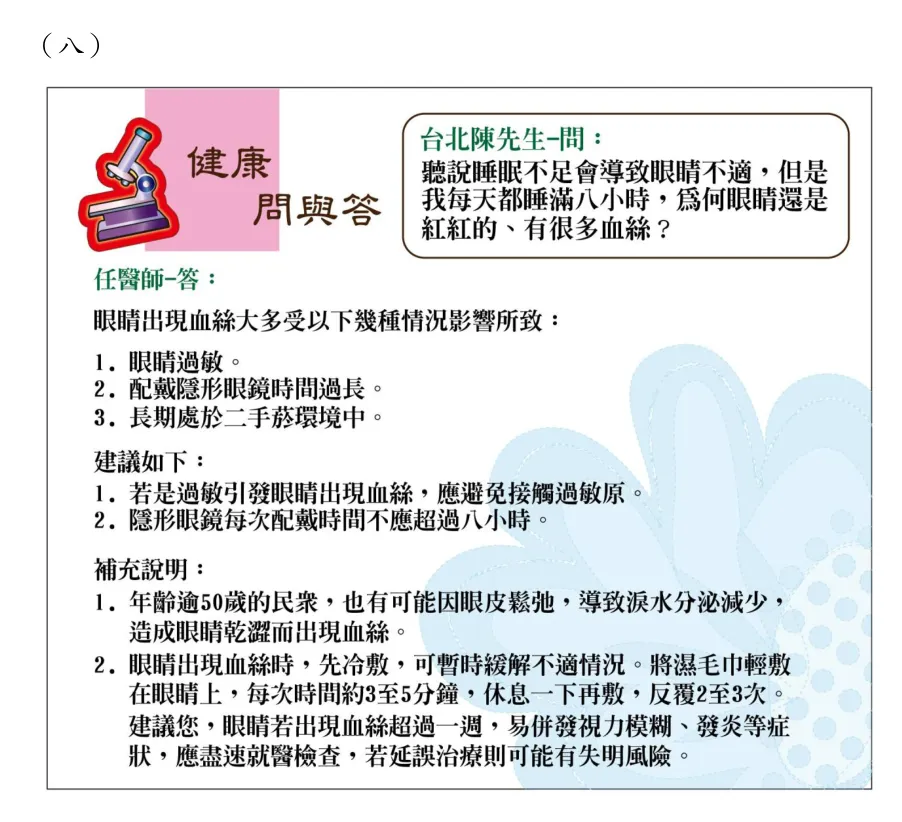 （八）
健康
問與答
台北陳先生-問：
聽說睡眠不足會導致眼睛不適，但是
我每天都睡滿八小時，為何眼睛還是
紅紅的、有很多血絲？
任醫師-答：
眼睛出現血絲大多受以下幾種情況影響所致：
1. 眼睛過敏。
2. 配戴隱形眼鏡時間過長。
3. 長期處於二手菸環境中。
建議如下：
1. 若是過敏引發眼睛出現血絲，應避免接觸過敏原。
2. 隱形眼鏡每次配戴時間不應超過八小時。
補充說明：
1. 年齡逾50歲的民眾，也有可能因眼皮鬆弛，導致淚水分泌減少，
造成眼睛乾澀而出現血絲。
2. 眼睛出現血絲時，先冷敷，可暫時緩解不適情況。將濕毛巾輕敷
在眼睛上，每次時間約3至5分鐘，休息一下再敷，反覆2至3次。
建議您，眼睛若出現血絲超過一週，易併發視力模糊、發炎等症
狀，應盡速就醫檢查，若延誤治療則可能有失明風險。